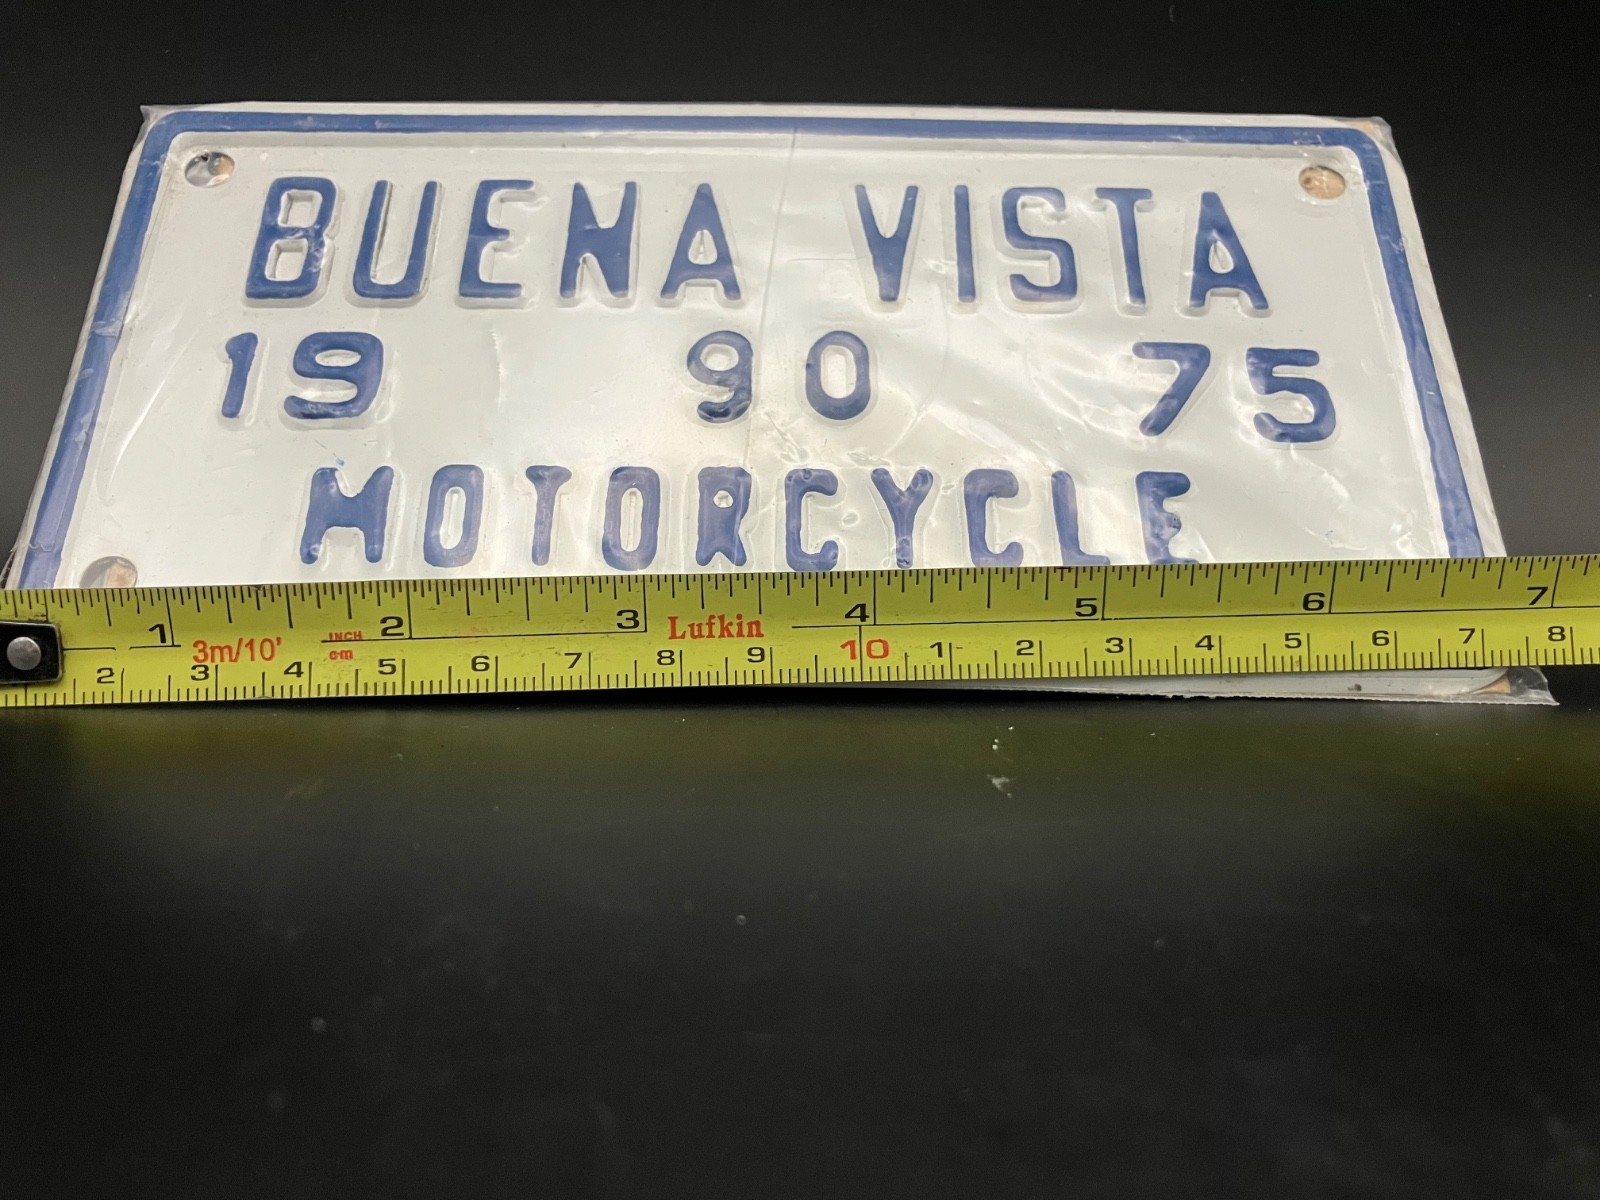 BUENA VISTA
19 90 75
MOTORCYCLE
1 2 3 Lufkin 4 5 6 7
3m/10' INCH
cm
2 3 4 5 6 7 8 9 10 1 2 3 4 5 6 7 8